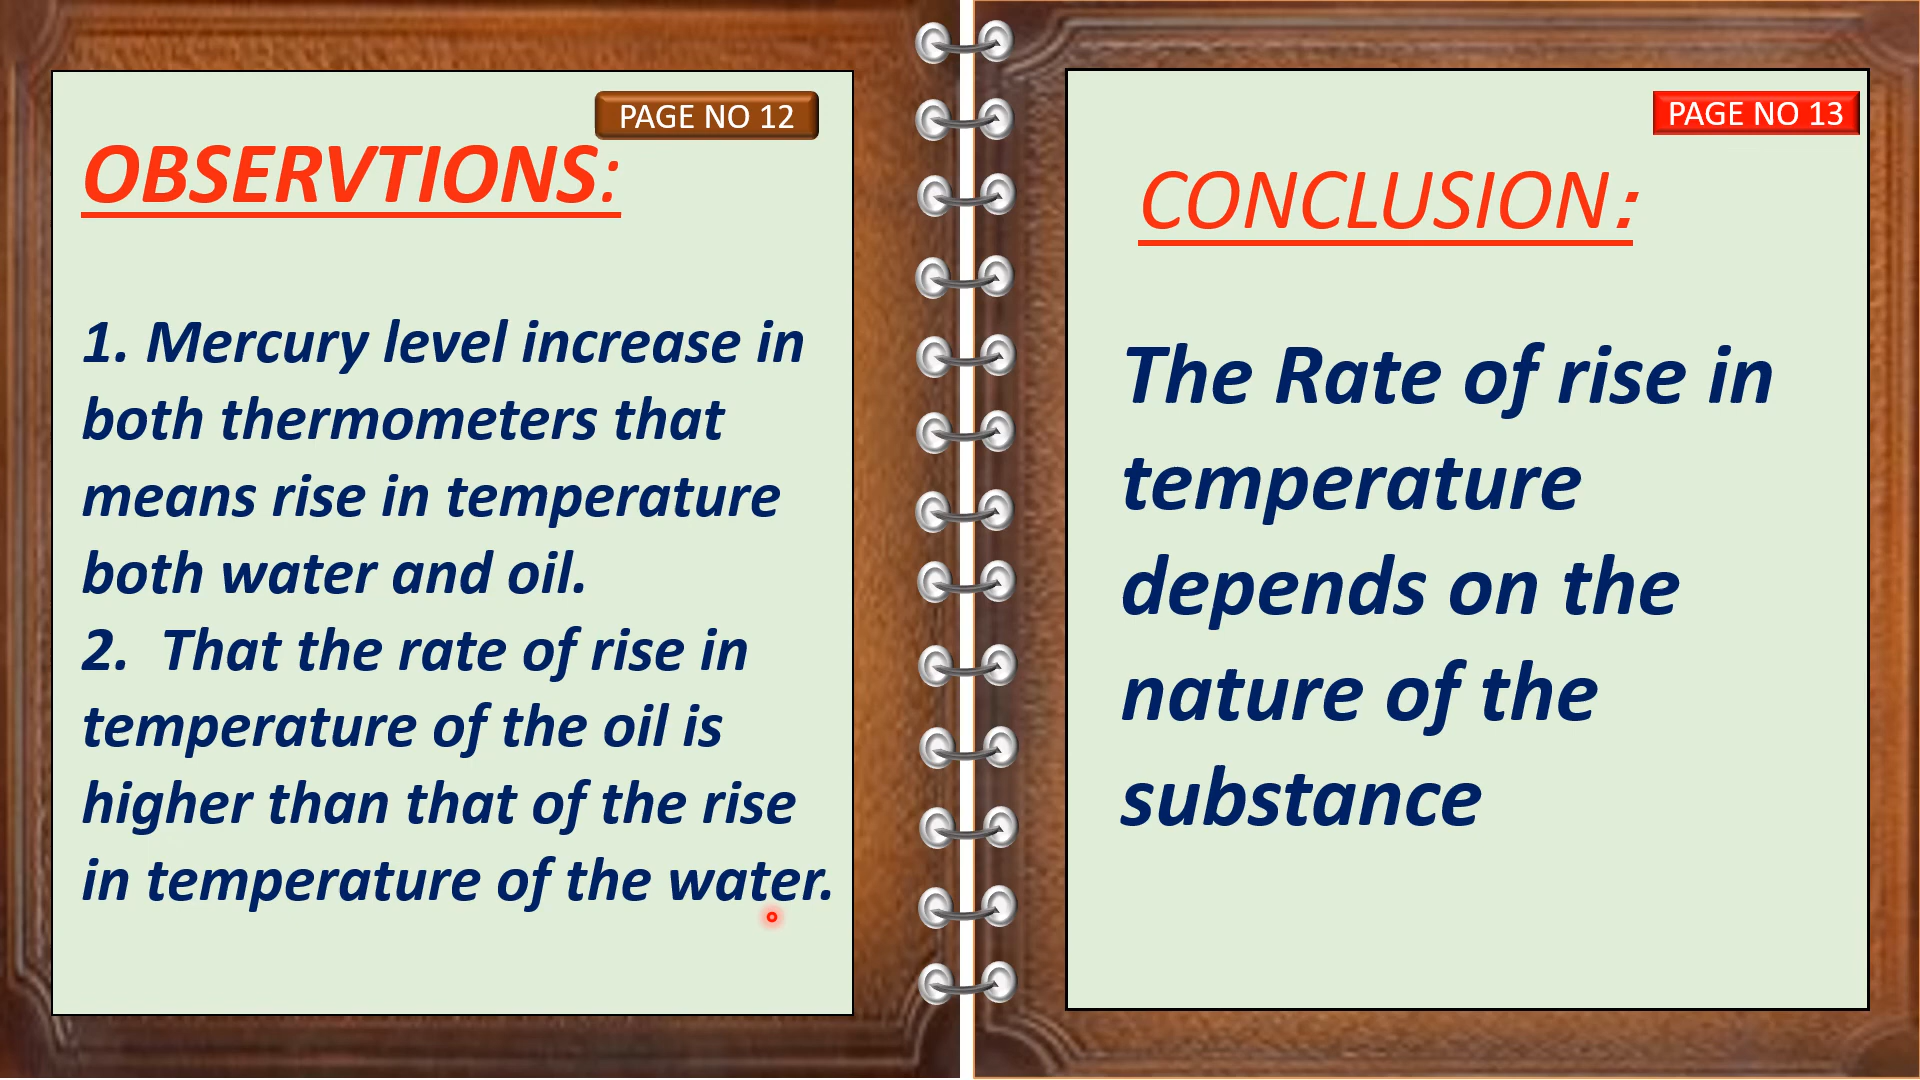 PAGE NO 12
OBSERVTIONS:
1. Mercury level increase in
both thermometers that
means rise in temperature
both water and oil.
2. That the rate of rise in
temperature of the oil is
higher than that of the rise
in temperature of the water.
PAGE NO 13
CONCLUSION:
The Rate of rise in
temperature
depends on the
nature of the
substance